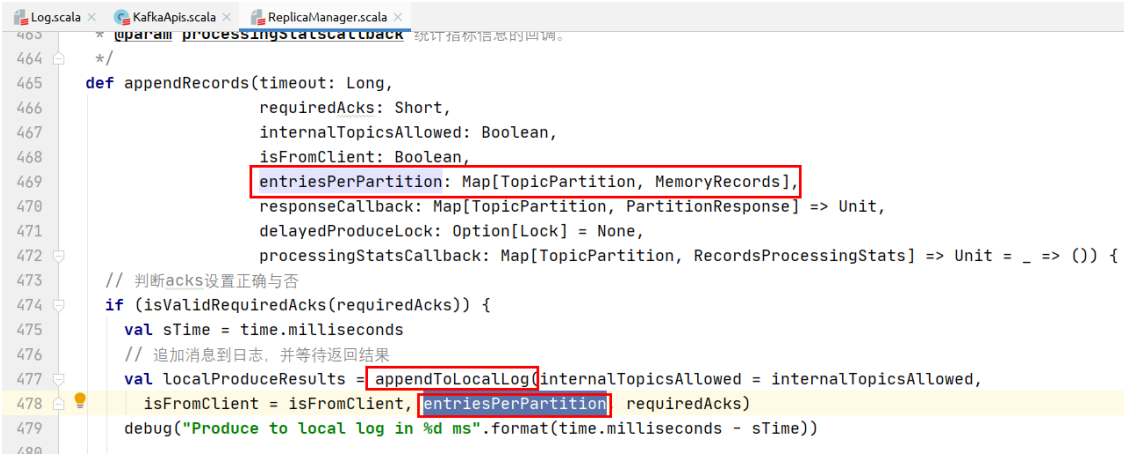 Log.scala KafkaApis.scala ReplicaManager.scala
463 * @param processingStatsCallback 统计指标信息的回调。
464 */
465 def appendRecords(timeout: Long,
466 requiredAcks: Short,
467 internalTopicsAllowed: Boolean,
468 isFromClient: Boolean,
469 entriesPerPartition: Map[TopicPartition, MemoryRecords],
470 responseCallback: Map[TopicPartition, PartitionResponse] => Unit,
471 delayedProduceLock: Option[Lock] = None,
472 processingStatsCallback: Map[TopicPartition, RecordsProcessingStats] => Unit = _ => ()) {
473 // 判断acks设置正确与否
474 if (isValidRequiredAcks(requiredAcks)) {
475 val sTime = time.milliseconds
476 // 追加消息到日志，并等待返回结果
477 val localProduceResults = appendToLocalLog(internalTopicsAllowed = internalTopicsAllowed,
478 isFromClient = isFromClient, entriesPerPartition requiredAcks)
479 debug("Produce to local log in %d ms".format(time.milliseconds - sTime))
480